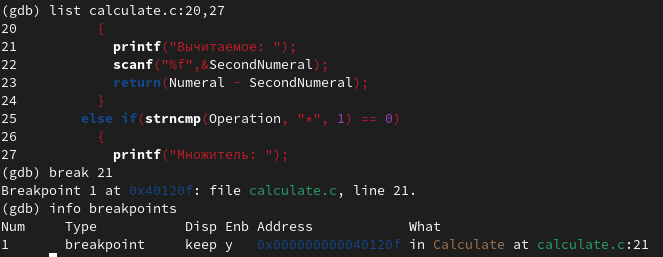 (gdb) list calculate.c:20,27
20 {
21 printf("Вычитаемое: ");
22 scanf("%f",&SecondNumeral);
23 return(Numeral - SecondNumeral);
24 }
25 else if(strncmp(Operation, "*", 1) == 0)
26 {
27 printf("Множитель: ");
(gdb) break 21
Breakpoint 1 at 0x40120f: file calculate.c, line 21.
(gdb) info breakpoints
Num Type Disp Enb Address What
1 breakpoint keep y 0x000000000040120f in Calculate at calculate.c:21